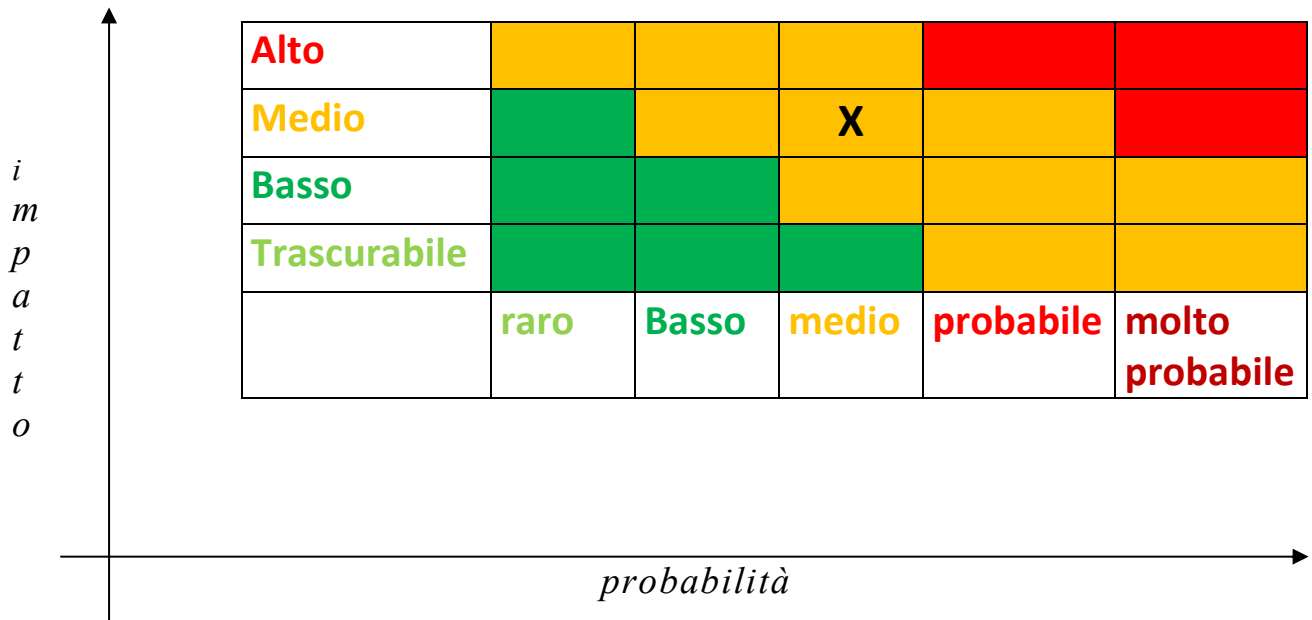 Alto
Medio
X
Basso
Trascurabile
raro
Basso
medio
probabile
molto
probabile
i
m
p
a
t
t
o
probabilità